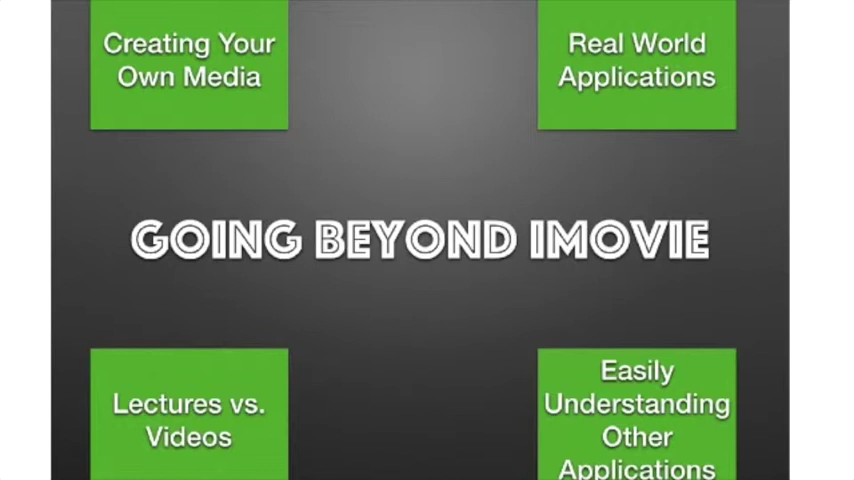 Creating Your
Own Media
Real World
Applications
GOING BEYOND IMOVIE
Lectures vs.
Videos
Easily
Understanding
Other
Applications